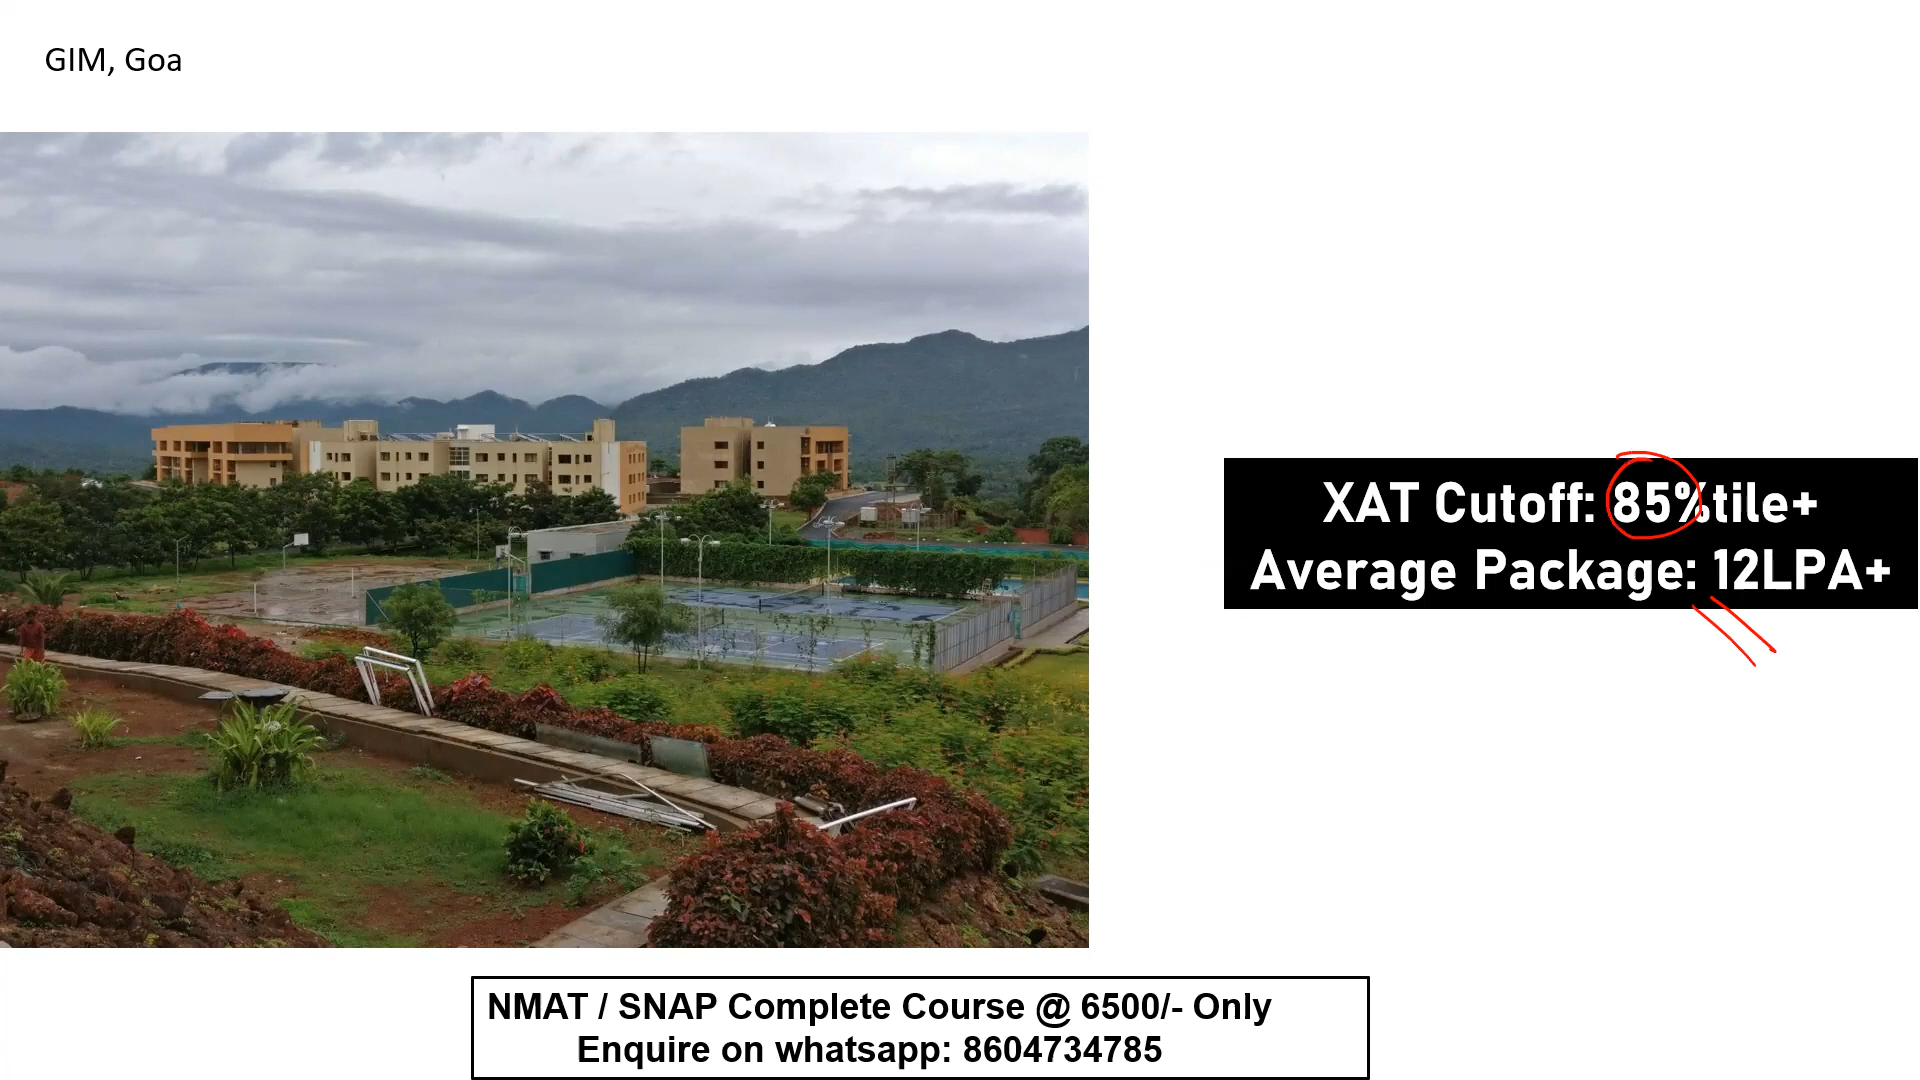 GIM, Goa
XAT Cutoff: 85%tile+
Average Package: 12LPA+
NMAT / SNAP Complete Course @ 6500/- Only
Enquire on whatsapp: 8604734785